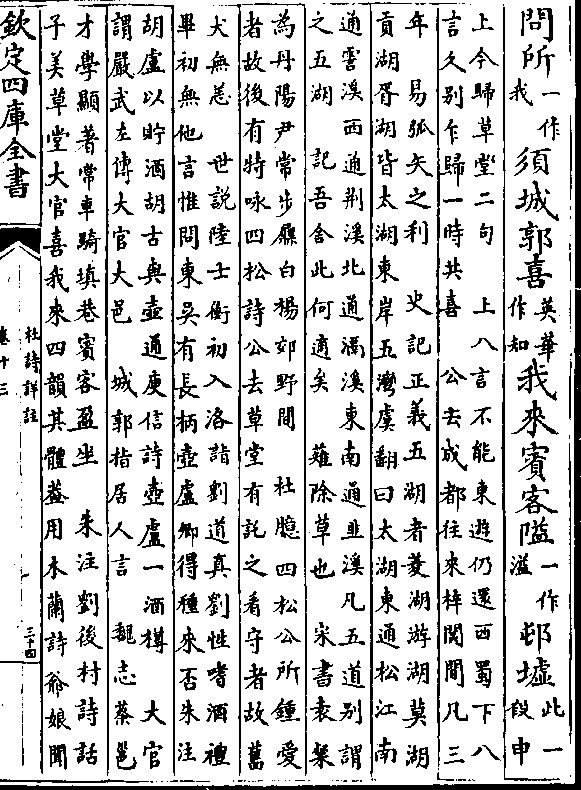 問所一作我須城郭喜英華作知我來賓客隘一作溢邨墟此一段申
上今歸草堂二句　上八言不能東遊仍還西蜀下八
言久别乍歸一時共喜　公去成都往來梓閬間凡三
年　易弧矢之利　史記正義五湖者菱湖游湖莫湖
貢湖胥湖皆太湖東岸五灣虞翻曰太湖東通松江南
通霅溪西通荆溪北通滆溪東南通韭溪凡五道别謂
之五湖　記吾舍此何適矣　薙除草也　宋書袁粲
為丹陽尹常步屧白楊郊野間　杜臆四松公所鍾愛
者故後有特咏四松詩公去草堂有託之看守者故舊
犬無恙　世說陸士衡初入洛詣劉道真劉性嗜酒禮
畢初無他言惟問東吳有長柄壺盧卿得種來否朱注
胡盧以貯酒胡古與壺通庾信詩壺盧一酒樽　大官
謂嚴武左傳大官大邑　城郭指居人言　魏志蔡邕
才學顯著常車騎填巷賓客盈坐　朱注劉後村詩話
子美草堂大官喜我來四韻其體葢用木蘭詩爺娘聞
欽定四庫全書
杜詩詳註
卷十三
三十四